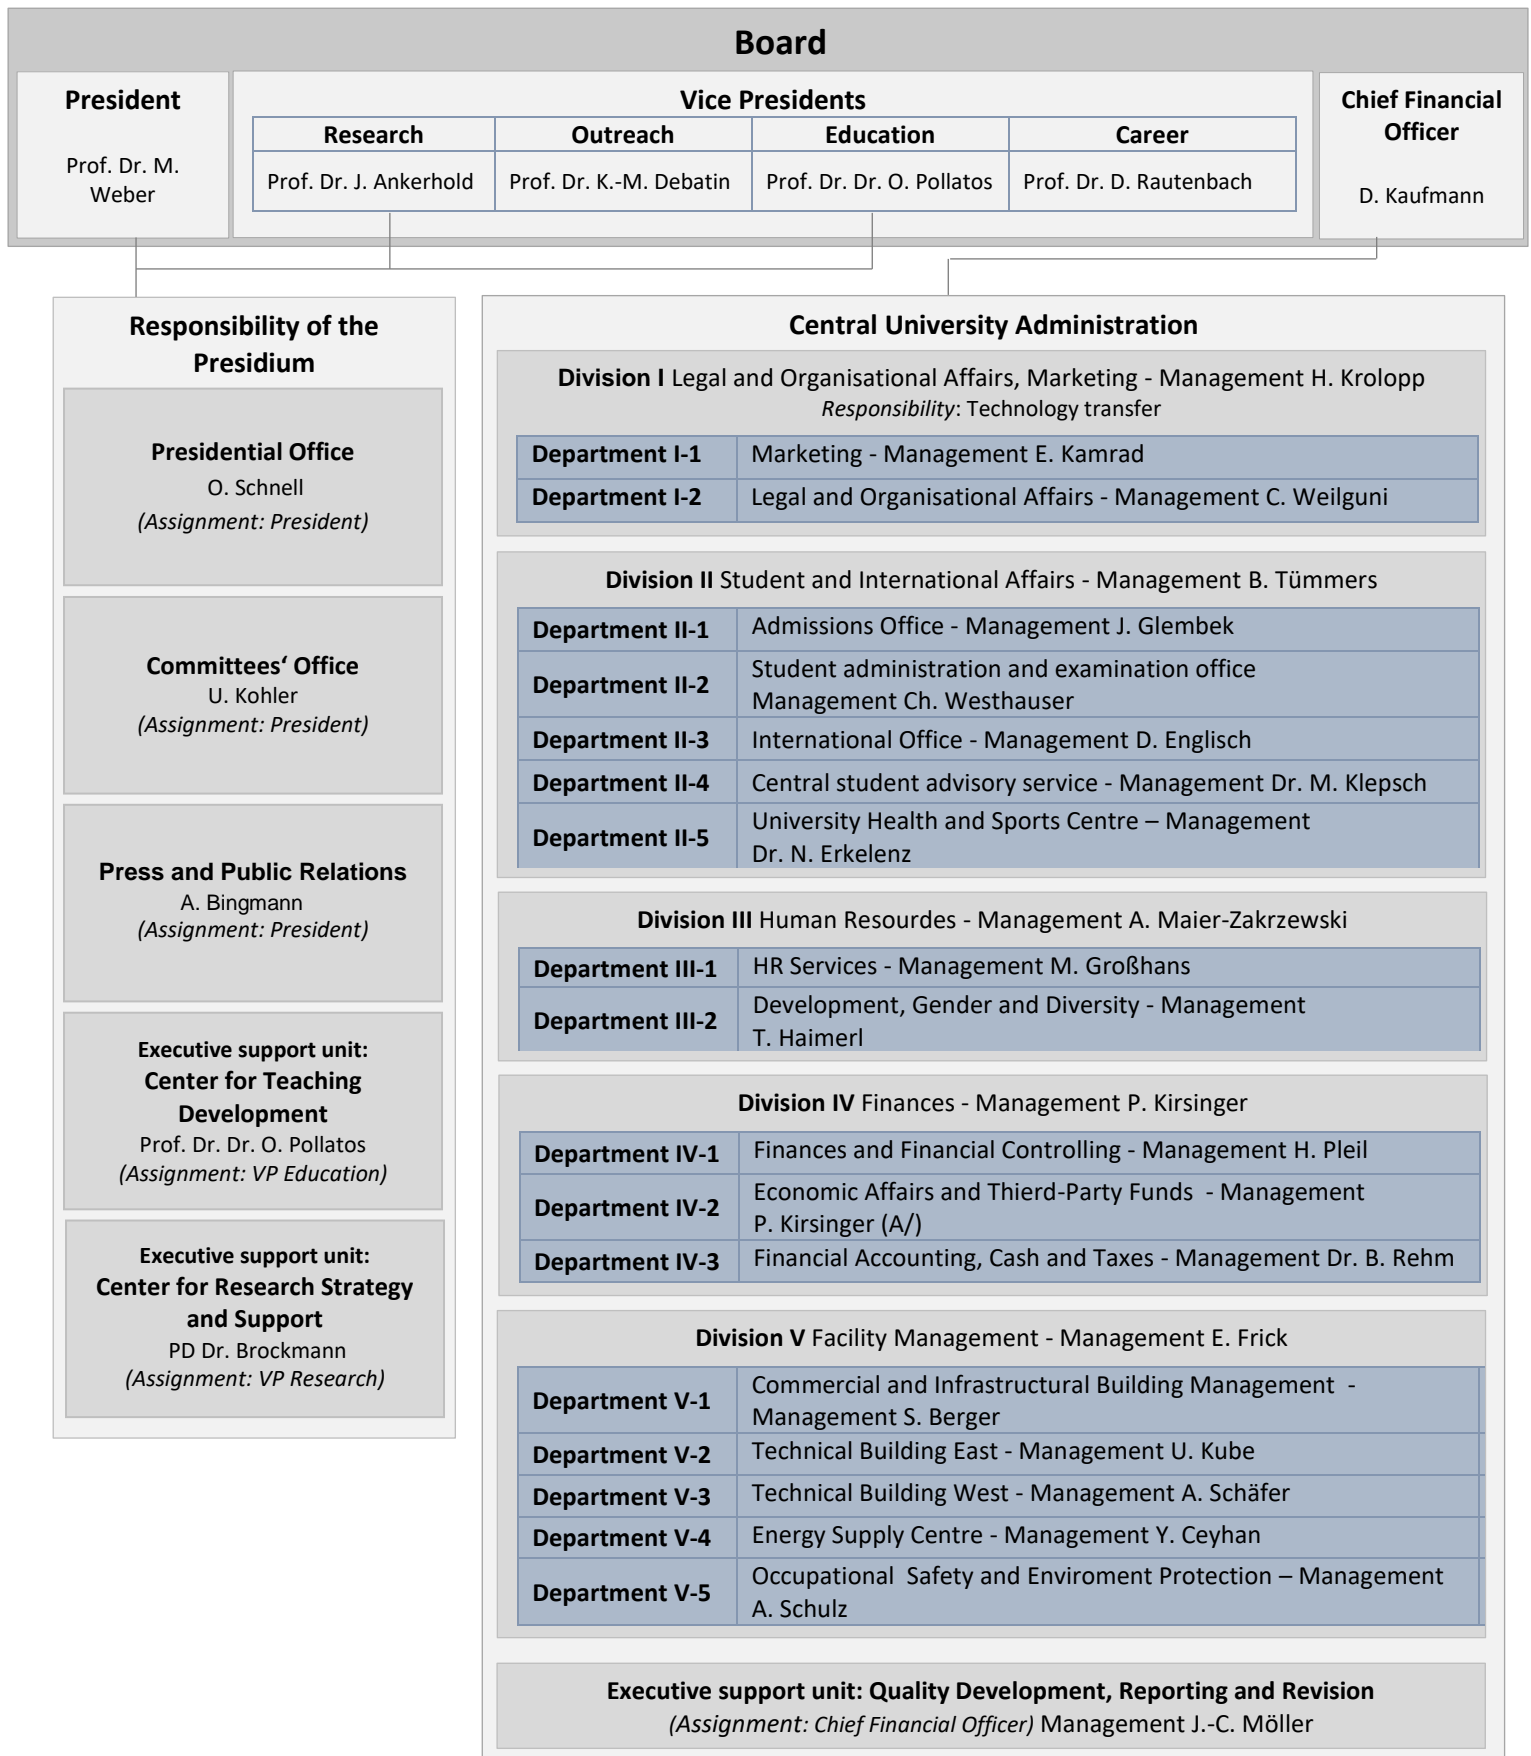 Board
President
Prof. Dr. M.
Weber
Vice Presidents
Research Outreach Education Career
Prof. Dr. J. Ankerhold Prof. Dr. K.-M. Debatin Prof. Dr. Dr. O. Pollatos Prof. Dr. D. Rautenbach
Chief Financial
Officer
D. Kaufmann
Responsibility of the
Presidium
Presidential Office
O. Schnell
(Assignment: President)
Committees‘ Office
U. Kohler
(Assignment: President)
Press and Public Relations
A. Bingmann
(Assignment: President)
Executive support unit:
Center for Teaching
Development
Prof. Dr. Dr. O. Pollatos
(Assignment: VP Education)
Executive support unit:
Center for Research Strategy
and Support
PD Dr. Brockmann
(Assignment: VP Research)
Central University Administration
Division I Legal and Organisational Affairs, Marketing - Management H. Krolopp
Responsibility: Technology transfer
Department I-1 Marketing - Management E. Kamrad
Department I-2 Legal and Organisational Affairs - Management C. Weilguni
Division II Student and International Affairs - Management B. Tümmers
Department II-1 Admissions Office - Management J. Glembek
Department II-2 Student administration and examination office
Management Ch. Westhauser
Department II-3 International Office - Management D. Englisch
Department II-4 Central student advisory service - Management Dr. M. Klepsch
Department II-5 University Health and Sports Centre – Management
Dr. N. Erkelenz
Division III Human Resourdes - Management A. Maier-Zakrzewski
Department III-1 HR Services - Management M. Großhans
Department III-2 Development, Gender and Diversity - Management
T. Haimerl
Division IV Finances - Management P. Kirsinger
Department IV-1 Finances and Financial Controlling - Management H. Pleil
Department IV-2 Economic Affairs and Thierd-Party Funds - Management
P. Kirsinger (A/)
Department IV-3 Financial Accounting, Cash and Taxes - Management Dr. B. Rehm
Division V Facility Management - Management E. Frick
Department V-1 Commercial and Infrastructural Building Management -
Management S. Berger
Department V-2 Technical Building East - Management U. Kube
Department V-3 Technical Building West - Management A. Schäfer
Department V-4 Energy Supply Centre - Management Y. Ceyhan
Department V-5 Occupational Safety and Enviroment Protection – Management
A. Schulz
Executive support unit: Quality Development, Reporting and Revision
(Assignment: Chief Financial Officer) Management J.-C. Möller